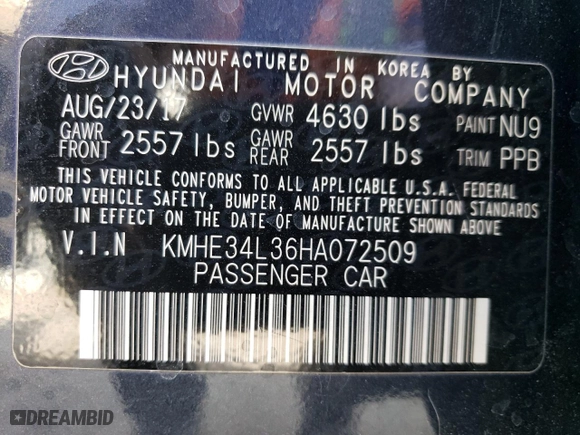 MANUFACTURED IN KOREA BY
HYUNDAI MOTOR COMPANY
AUG/23/17 GVWR 4630 lbs PAINT NU9
GAWR FRONT 2557 lbs GAWR REAR 2557 lbs TRIM PPB
THIS VEHICLE CONFORMS TO ALL APPLICABLE U.S.A. FEDERAL
MOTOR VEHICLE SAFETY, BUMPER, AND THEFT PREVENTION STANDARDS
IN EFFECT ON THE DATE OF MANUFACTURE SHOWN ABOVE
V.I.N KMHE34L36HA072509
PASSENGER CAR
DREAMBID